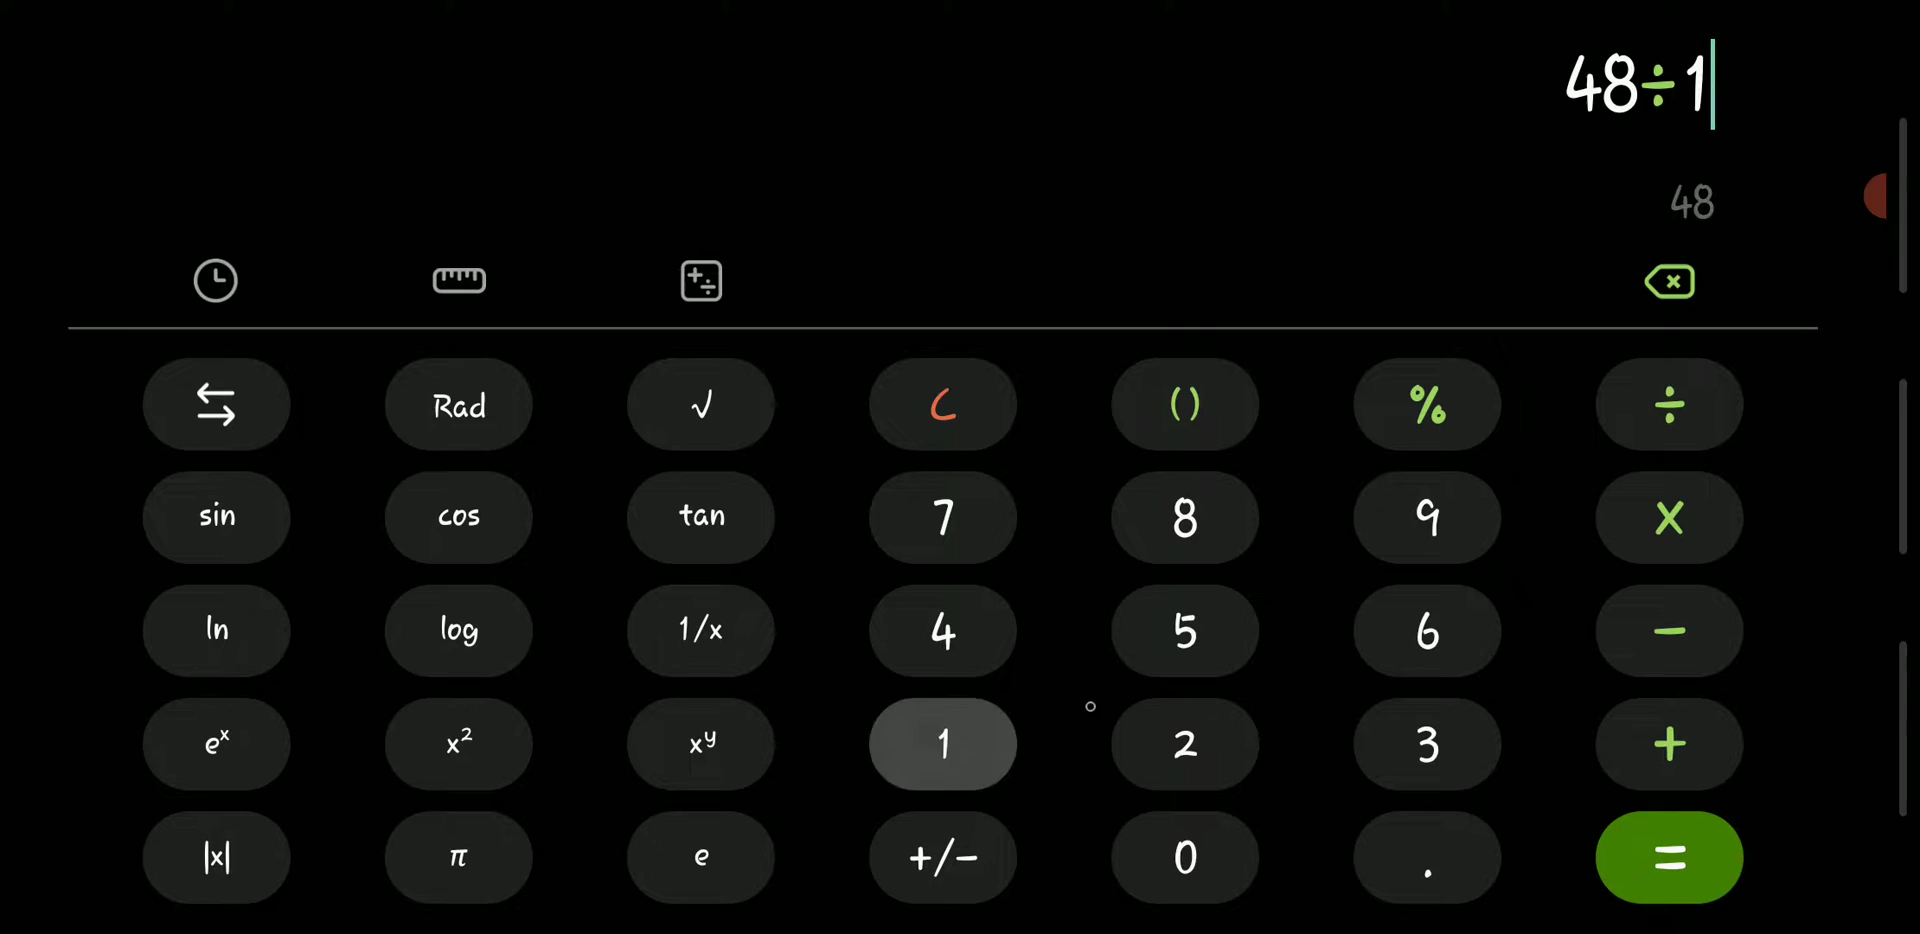 48÷1
48
Rad √ C () % ÷
sin cos tan 7 8 9 ×
ln log 1/x 4 5 6 −
eˣ x² xʸ 1 2 3 +
|x| π e +/− 0 . =